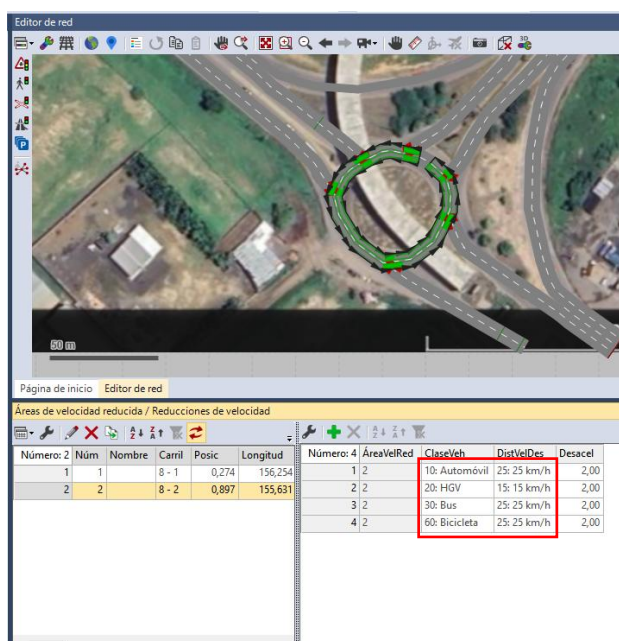 Editor de red
3D
50 m
Página de inicio Editor de red
Áreas de velocidad reducida / Reducciones de velocidad
Número: 2 Núm Nombre Carril Posic Longitud
1 1 8 - 1 0,274 156,254
2 2 8 - 2 0,897 155,631
Número: 4 ÁreaVelRed ClaseVeh DistVelDes Desacel
1 2 10: Automóvil 25: 25 km/h 2,00
2 2 20: HGV 15: 15 km/h 2,00
3 2 30: Bus 25: 25 km/h 2,00
4 2 60: Bicicleta 25: 25 km/h 2,00